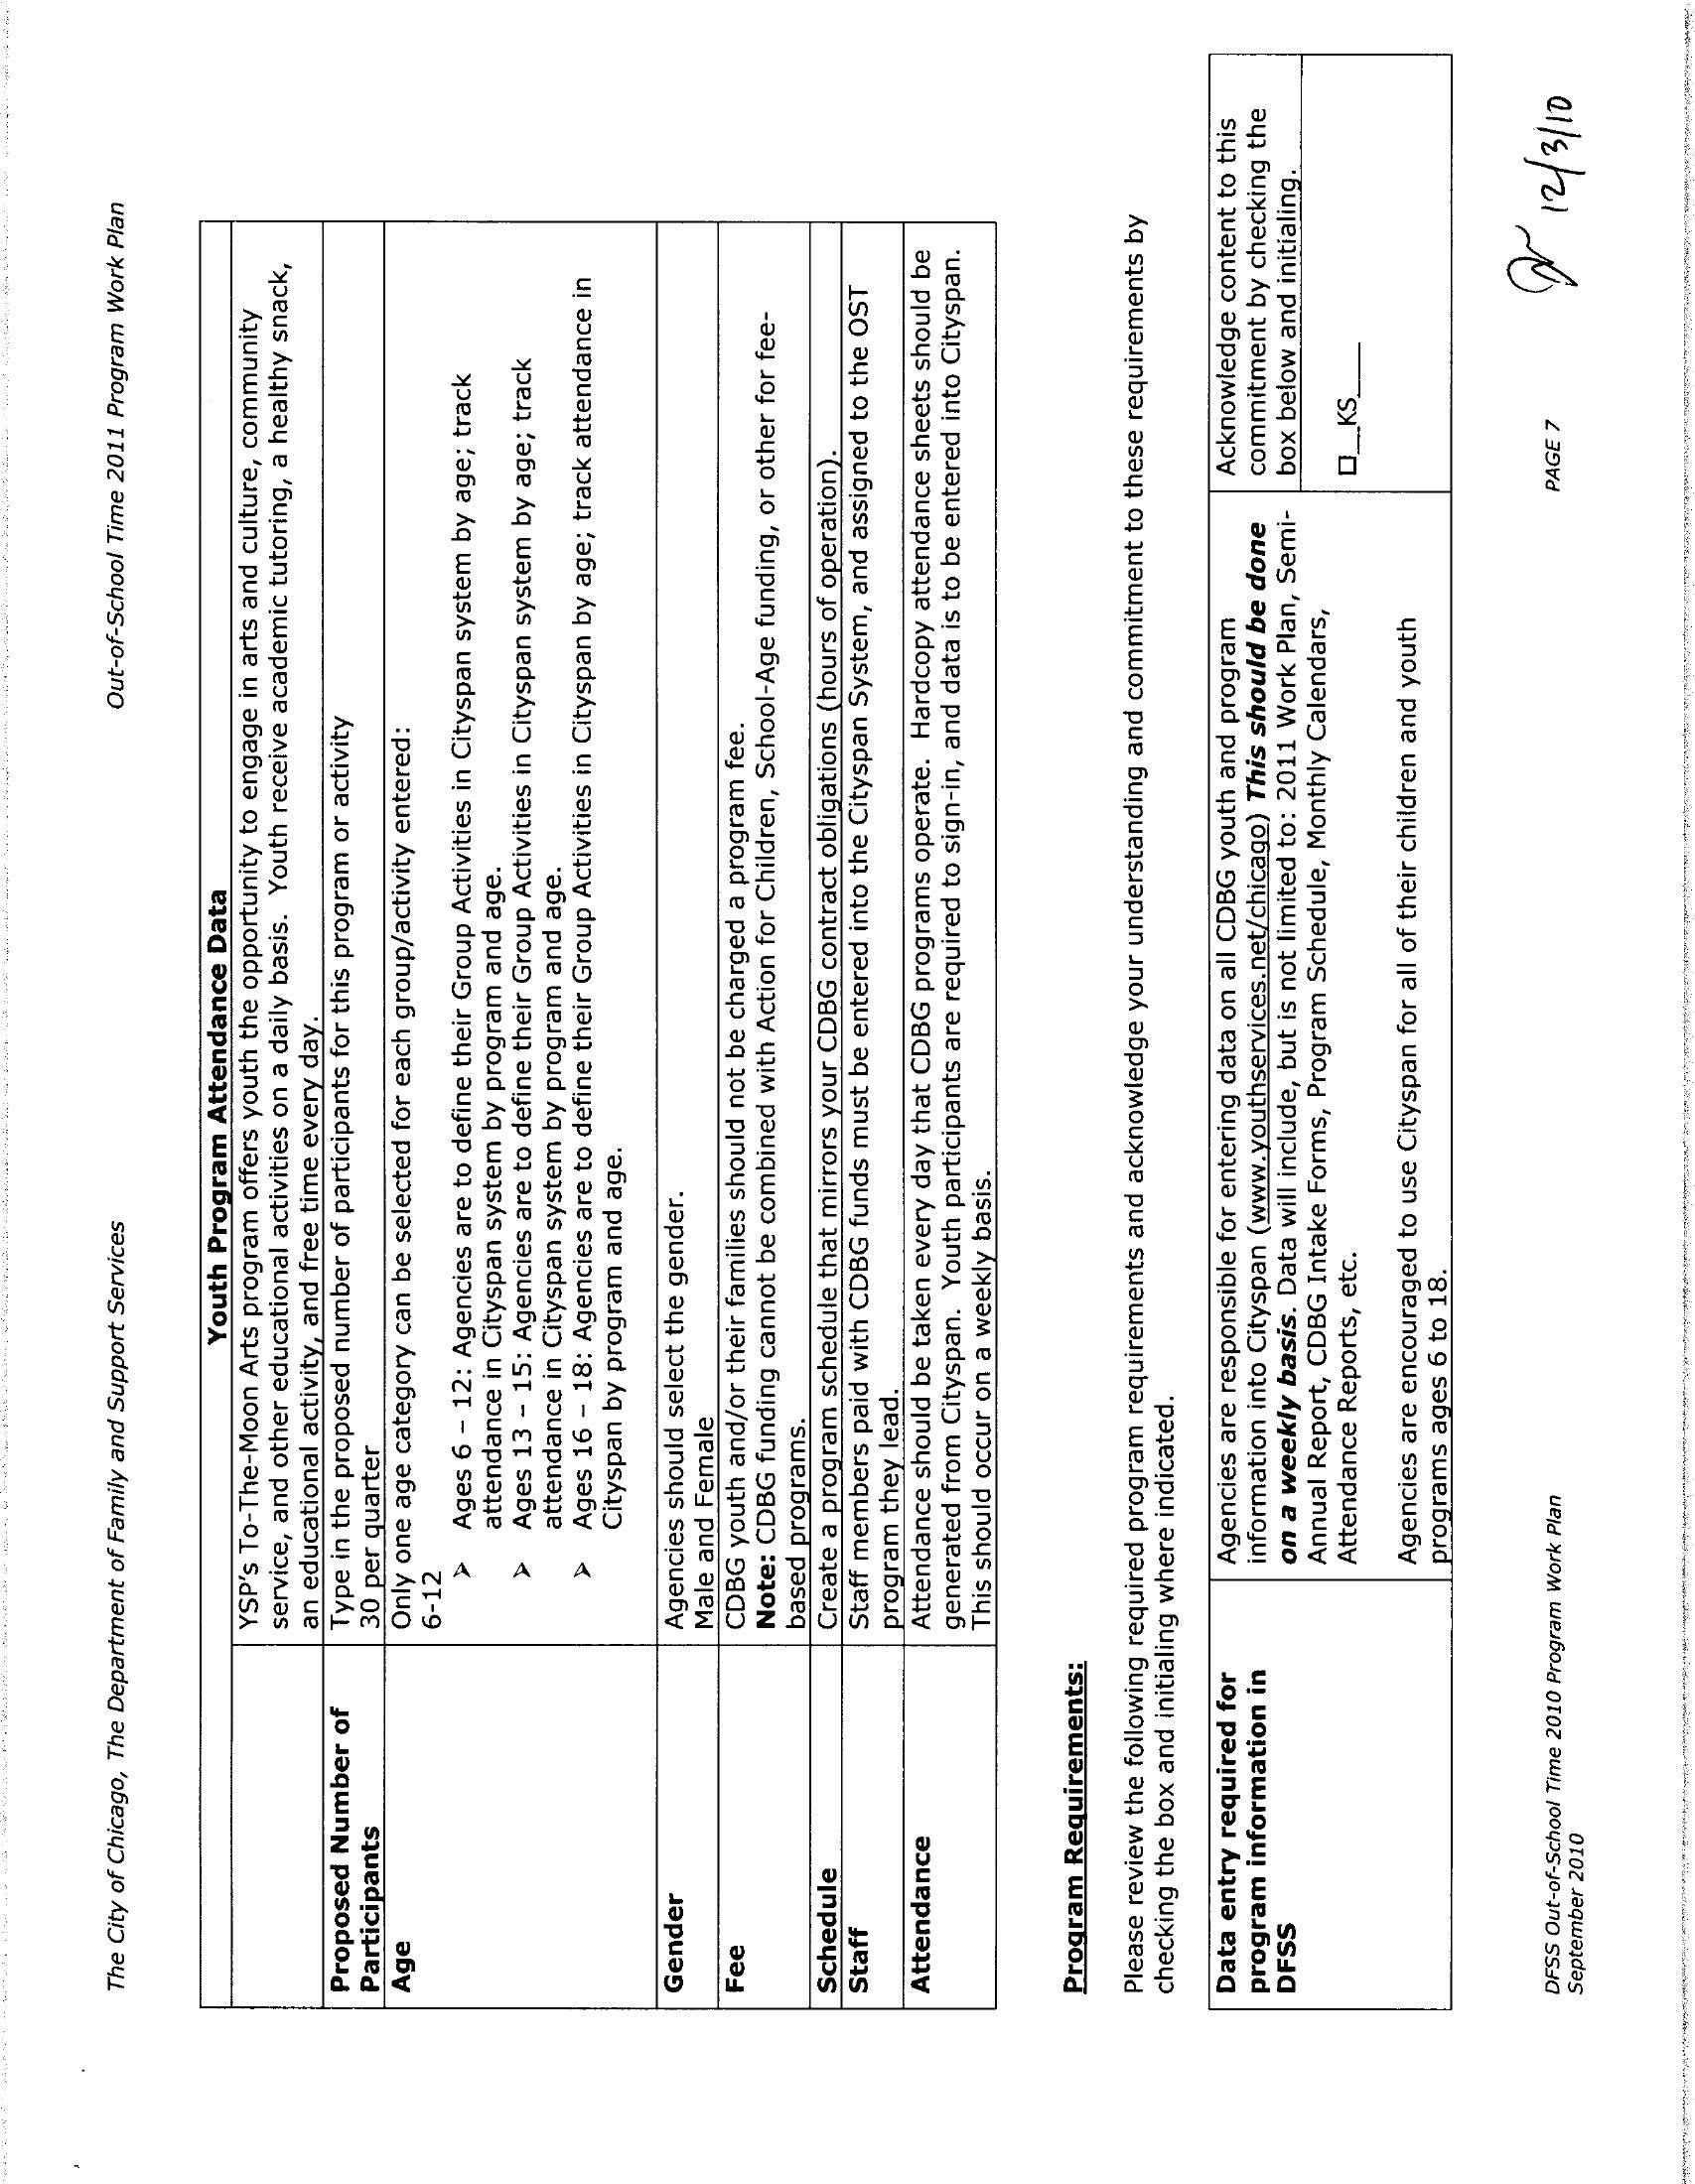 The City of Chicago, The Department of Family and Support Services
Out-of-School Time 2011 Program Work Plan
Youth Program Attendance Data
YSP's To-The-Moon Arts program offers youth the opportunity to engage in arts and culture, community
service, and other educational activities on a daily basis. Youth receive academic tutoring, a healthy snack,
an educational activity, and free time every day.
Proposed Number of
Participants
Type in the proposed number of participants for this program or activity
30 per quarter
Age
Only one age category can be selected for each group/activity entered:
6-12
➢ Ages 6 – 12: Agencies are to define their Group Activities in Cityspan system by age; track
attendance in Cityspan system by program and age.
➢ Ages 13 – 15: Agencies are to define their Group Activities in Cityspan system by age; track
attendance in Cityspan system by program and age.
➢ Ages 16 – 18: Agencies are to define their Group Activities in Cityspan by age; track attendance in
Cityspan by program and age.
Gender
Agencies should select the gender.
Male and Female
Fee
CDBG youth and/or their families should not be charged a program fee.
Note: CDBG funding cannot be combined with Action for Children, School-Age funding, or other for fee-
based programs.
Schedule
Create a program schedule that mirrors your CDBG contract obligations (hours of operation).
Staff
Staff members paid with CDBG funds must be entered into the Cityspan System, and assigned to the OST
program they lead.
Attendance
Attendance should be taken every day that CDBG programs operate. Hardcopy attendance sheets should be
generated from Cityspan. Youth participants are required to sign-in, and data is to be entered into Cityspan.
This should occur on a weekly basis.
Program Requirements:
Please review the following required program requirements and acknowledge your understanding and commitment to these requirements by
checking the box and initialing where indicated.
Data entry required for
program information in
DFSS
Agencies are responsible for entering data on all CDBG youth and program
information into Cityspan (www.youthservices.net/chicago) This should be done
on a weekly basis. Data will include, but is not limited to: 2011 Work Plan, Semi-
Annual Report, CDBG Intake Forms, Program Schedule, Monthly Calendars,
Attendance Reports, etc.
Agencies are encouraged to use Cityspan for all of their children and youth
programs ages 6 to 18.
Acknowledge content to this
commitment by checking the
box below and initialing.
☐__KS___
DFSS Out-of-School Time 2010 Program Work Plan
September 2010
PAGE 7
12/3/10